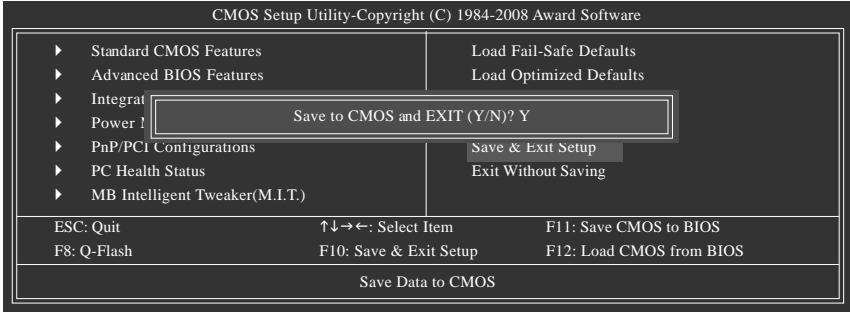 CMOS Setup Utility-Copyright (C) 1984-2008 Award Software
Standard CMOS Features
Advanced BIOS Features
Integrat
Power
PnP/PCI Configurations
PC Health Status
MB Intelligent Tweaker(M.I.T.)
Load Fail-Safe Defaults
Load Optimized Defaults
Save & Exit Setup
Exit Without Saving
Save to CMOS and EXIT (Y/N)? Y
ESC: Quit ↑↓→←: Select Item F11: Save CMOS to BIOS
F8: Q-Flash F10: Save & Exit Setup F12: Load CMOS from BIOS
Save Data to CMOS